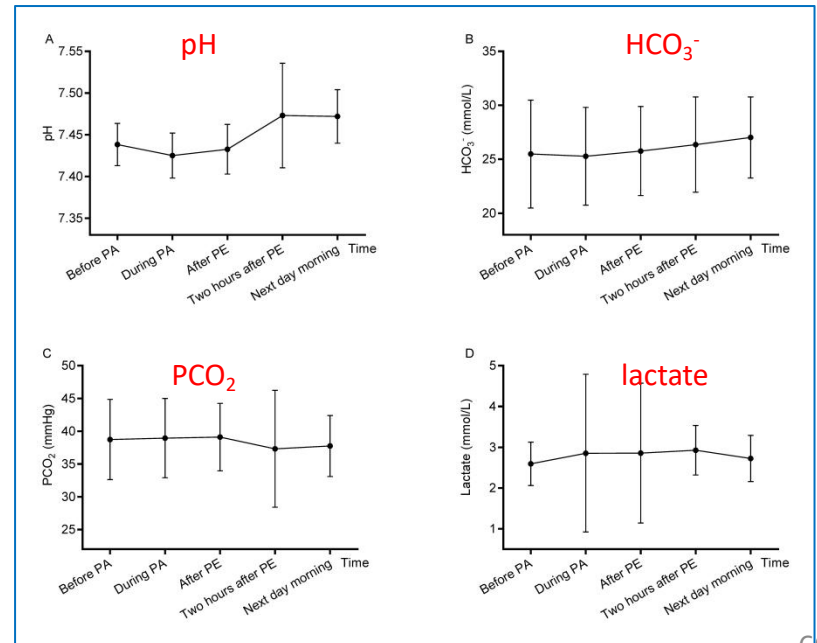 A
pH
7.55
7.50
7.45
7.40
7.35
pH
Before PA
During PA
After PE
Two hours after PE
Next day morning
Time
B
HCO₃⁻
35
30
25
20
HCO₃⁻ (mmol/L)
Before PA
During PA
After PE
Two hours after PE
Next day morning
Time
C
PCO₂
50
45
40
35
30
25
PCO₂ (mmHg)
Before PA
During PA
After PE
Two hours after PE
Next day morning
Time
D
lactate
5
4
3
2
1
Lactate (mmol/L)
Before PA
During PA
After PE
Two hours after PE
Next day morning
Time